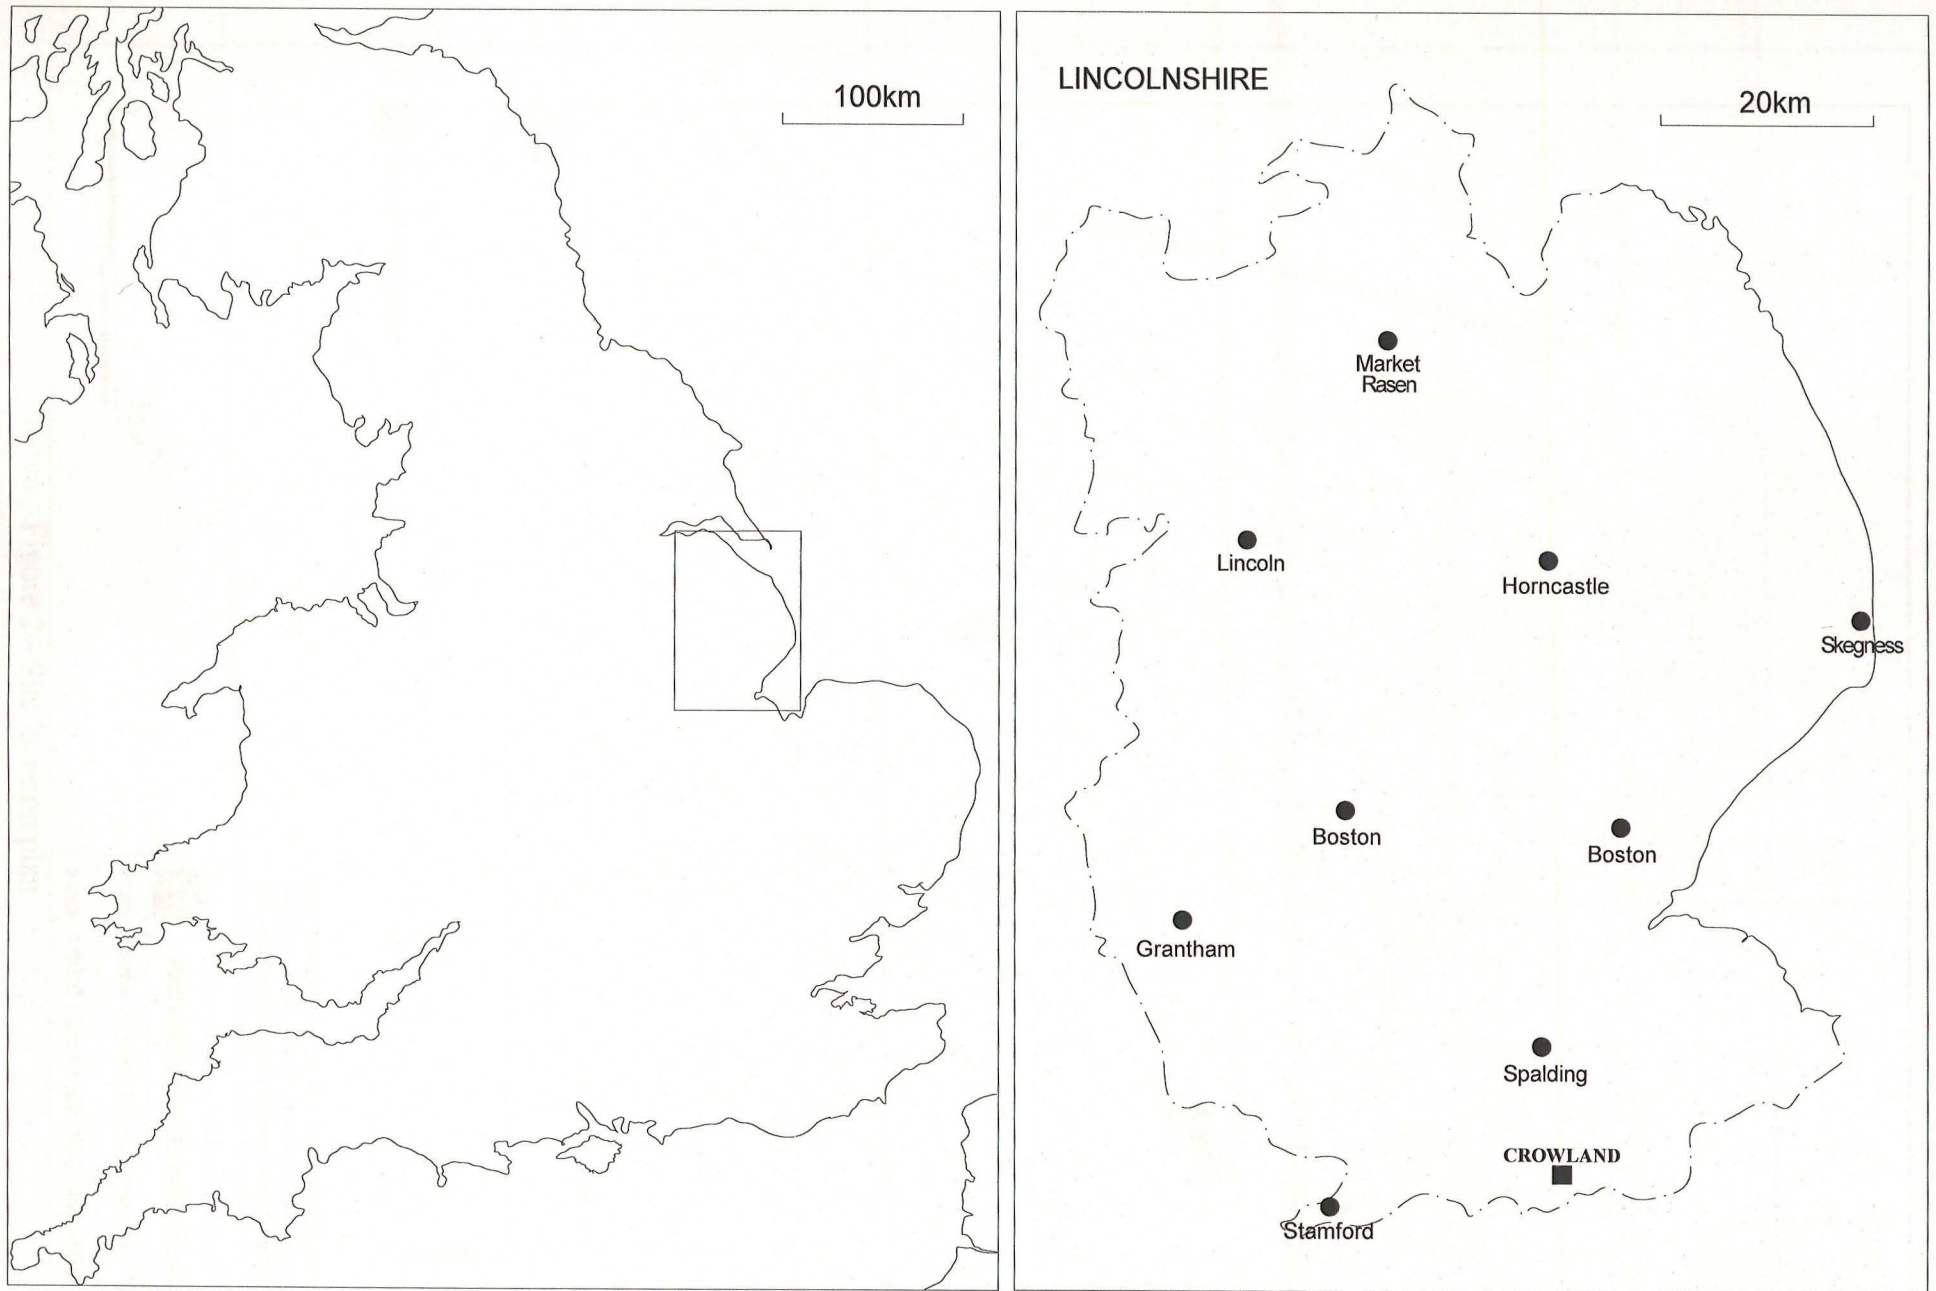 100km
LINCOLNSHIRE
20km
Market
Rasen
Lincoln
Horncastle
Skegness
Boston
Boston
Grantham
Spalding
CROWLAND
Stamford